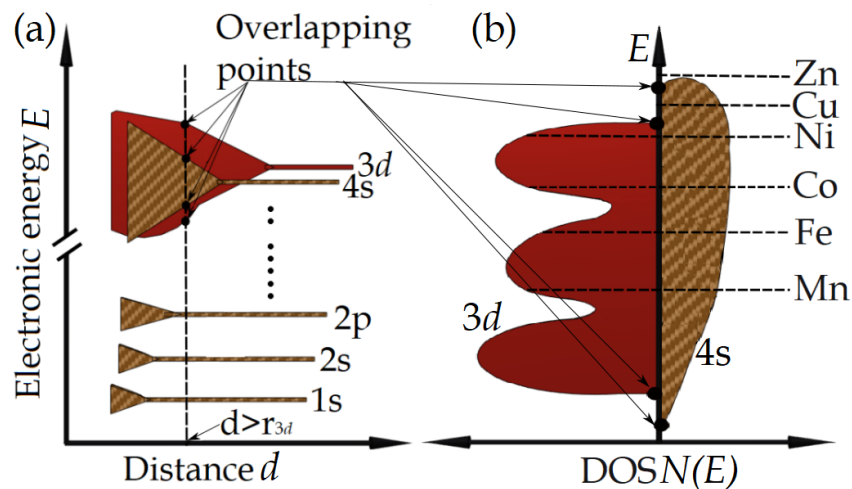 (a)
Overlapping
points
(b)
E
Zn
Cu
Ni
Co
Fe
Mn
3d
4s
Electronic energy E
3d
4s
2p
2s
1s
d>r3d
Distance d
DOS N(E)